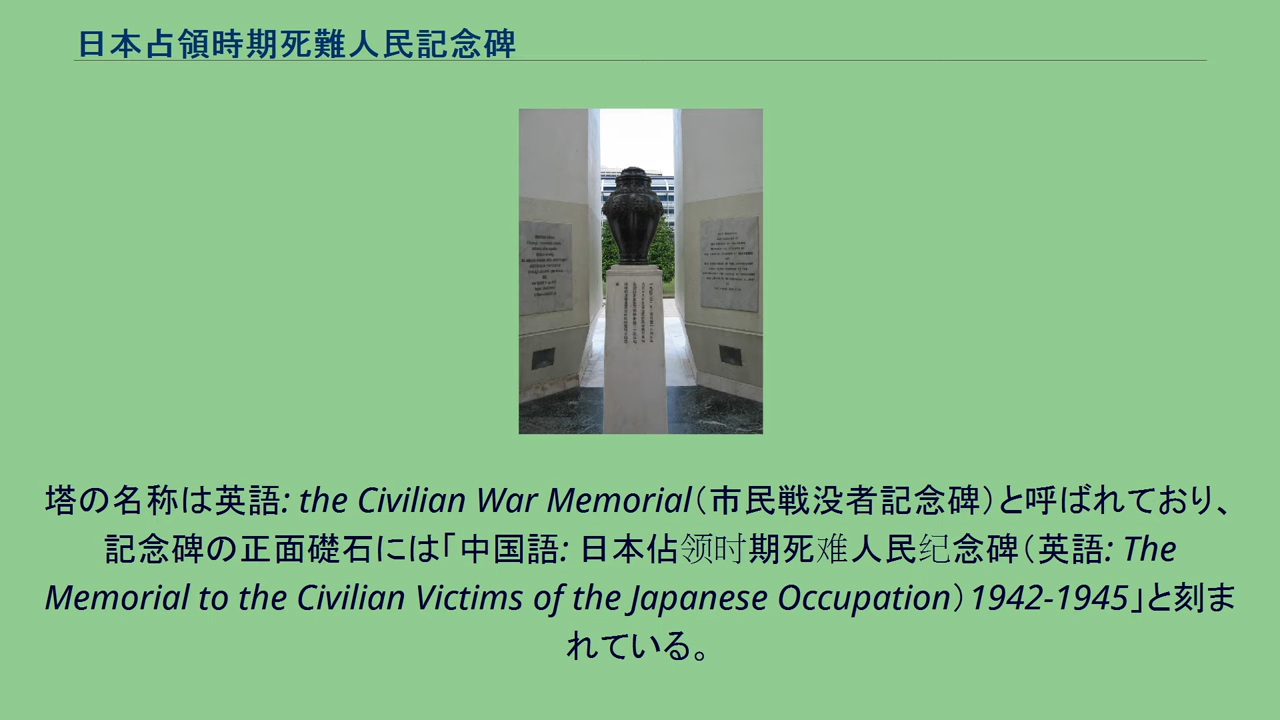 日本占領時期死難人民記念碑
塔の名称は英語: the Civilian War Memorial（市民戦没者記念碑）と呼ばれており、
記念碑の正面礎石には「中国語: 日本佔领时期死难人民纪念碑（英語: The
Memorial to the Civilian Victims of the Japanese Occupation）1942-1945」と刻ま
れている。